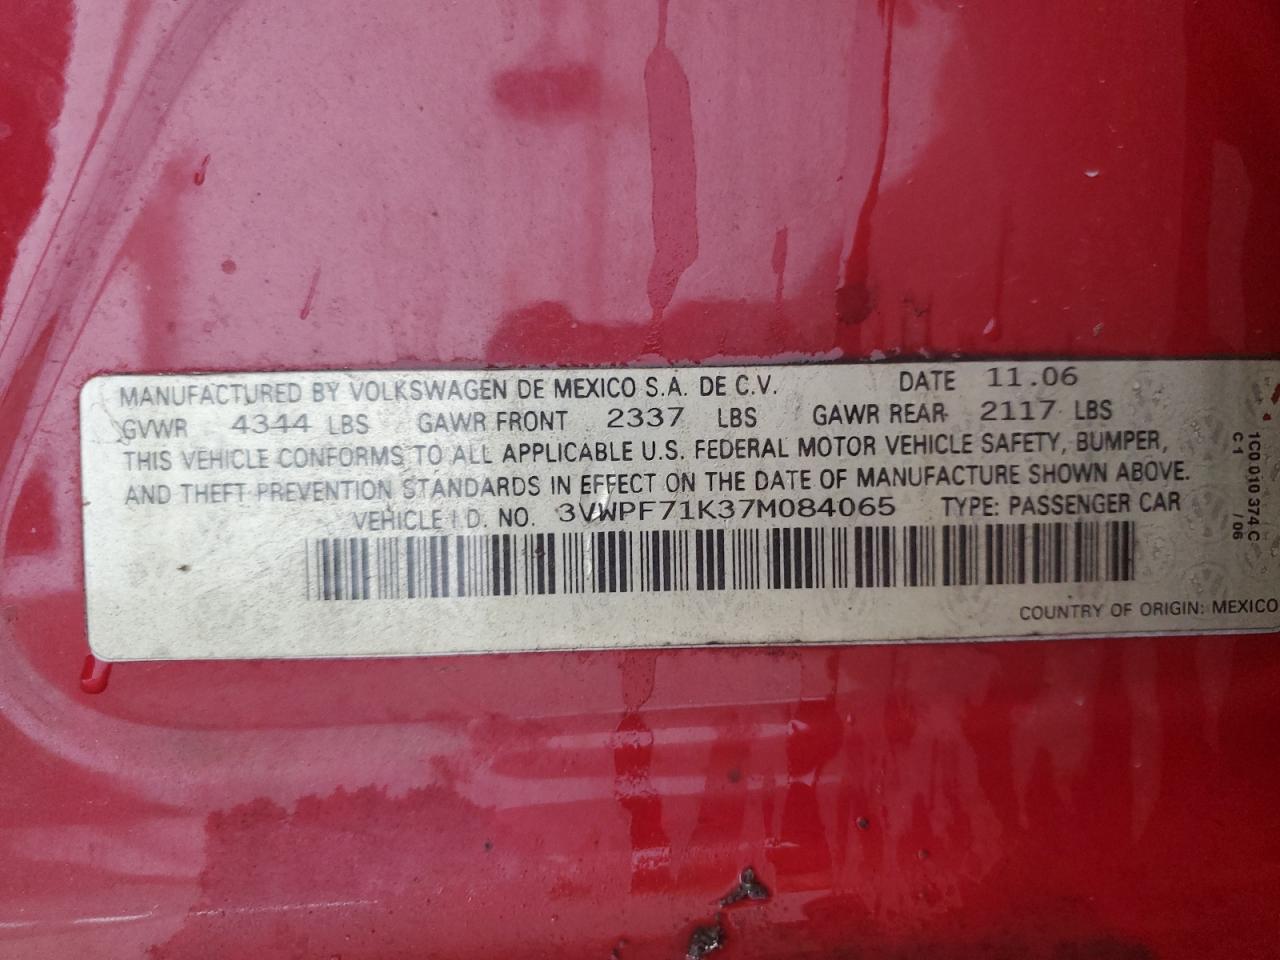 MANUFACTURED BY VOLKSWAGEN DE MEXICO S.A. DE C.V. DATE 11.06
GVWR 4344 LBS GAWR FRONT 2337 LBS GAWR REAR 2117 LBS
THIS VEHICLE CONFORMS TO ALL APPLICABLE U.S. FEDERAL MOTOR VEHICLE SAFETY, BUMPER,
AND THEFT PREVENTION STANDARDS IN EFFECT ON THE DATE OF MANUFACTURE SHOWN ABOVE.
VEHICLE I.D. NO. 3VWPF71K37M084065 TYPE: PASSENGER CAR
COUNTRY OF ORIGIN: MEXICO
1C0 010 374 C
C1 / 06